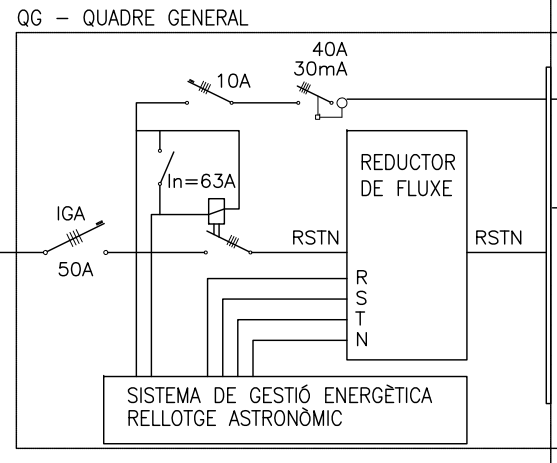 QG - QUADRE GENERAL
40A
10A
30mA
REDUCTOR
DE FLUXE
In=63A
IGA
50A
RSTN
RSTN
R
S
T
N
SISTEMA DE GESTIÓ ENERGÈTICA
RELLOTGE ASTRONÒMIC